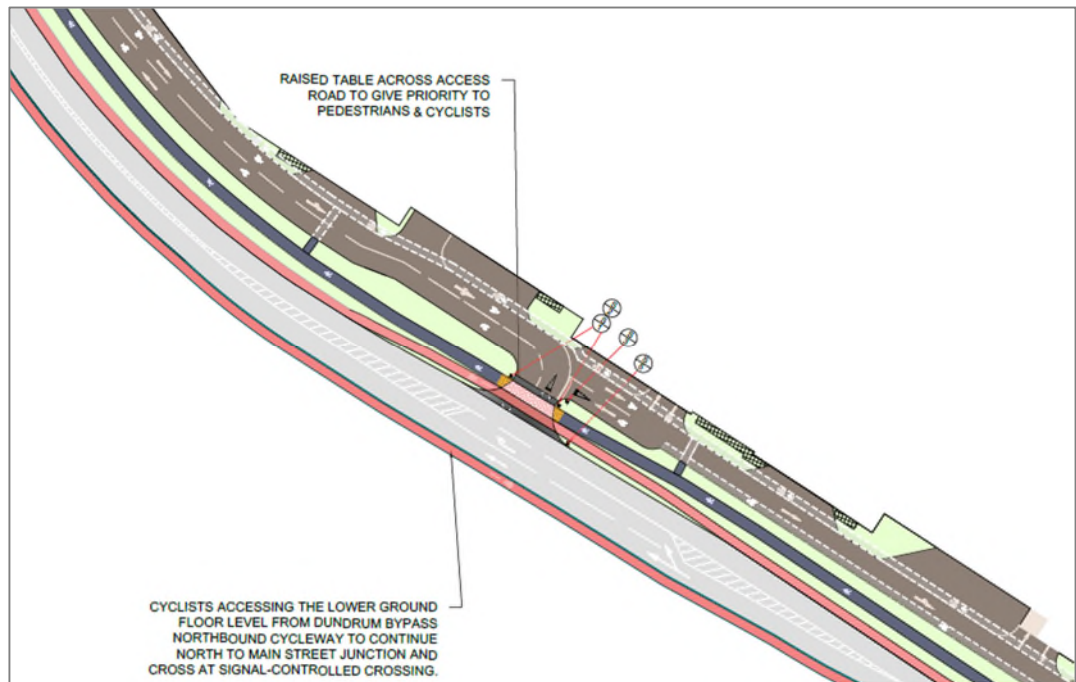 RAISED TABLE ACROSS ACCESS
ROAD TO GIVE PRIORITY TO
PEDESTRIANS & CYCLISTS
CYCLISTS ACCESSING THE LOWER GROUND
FLOOR LEVEL FROM DUNDRUM BYPASS
NORTHBOUND CYCLEWAY TO CONTINUE
NORTH TO MAIN STREET JUNCTION AND
CROSS AT SIGNAL-CONTROLLED CROSSING.